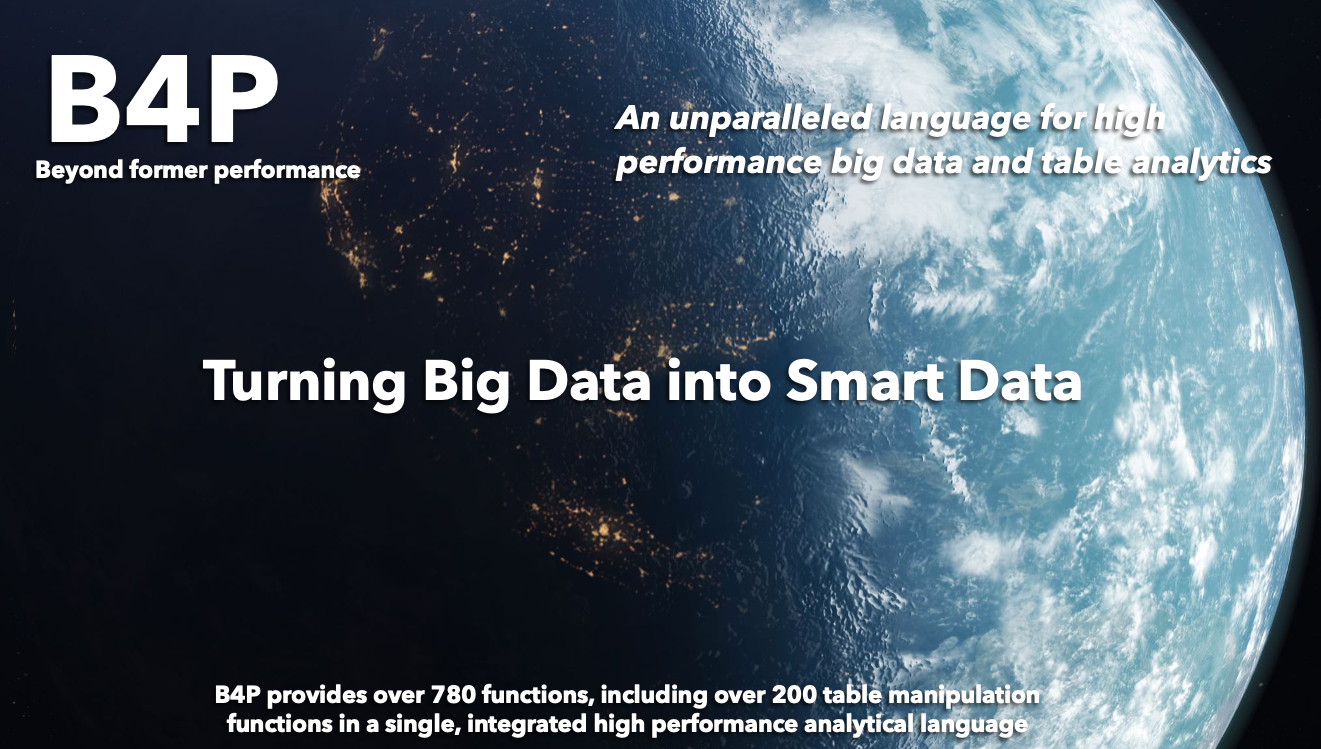 B4P
Beyond former performance
An unparalleled language for high
performance big data and table analytics
Turning Big Data into Smart Data
B4P provides over 780 functions, including over 200 table manipulation
functions in a single, integrated high performance analytical language